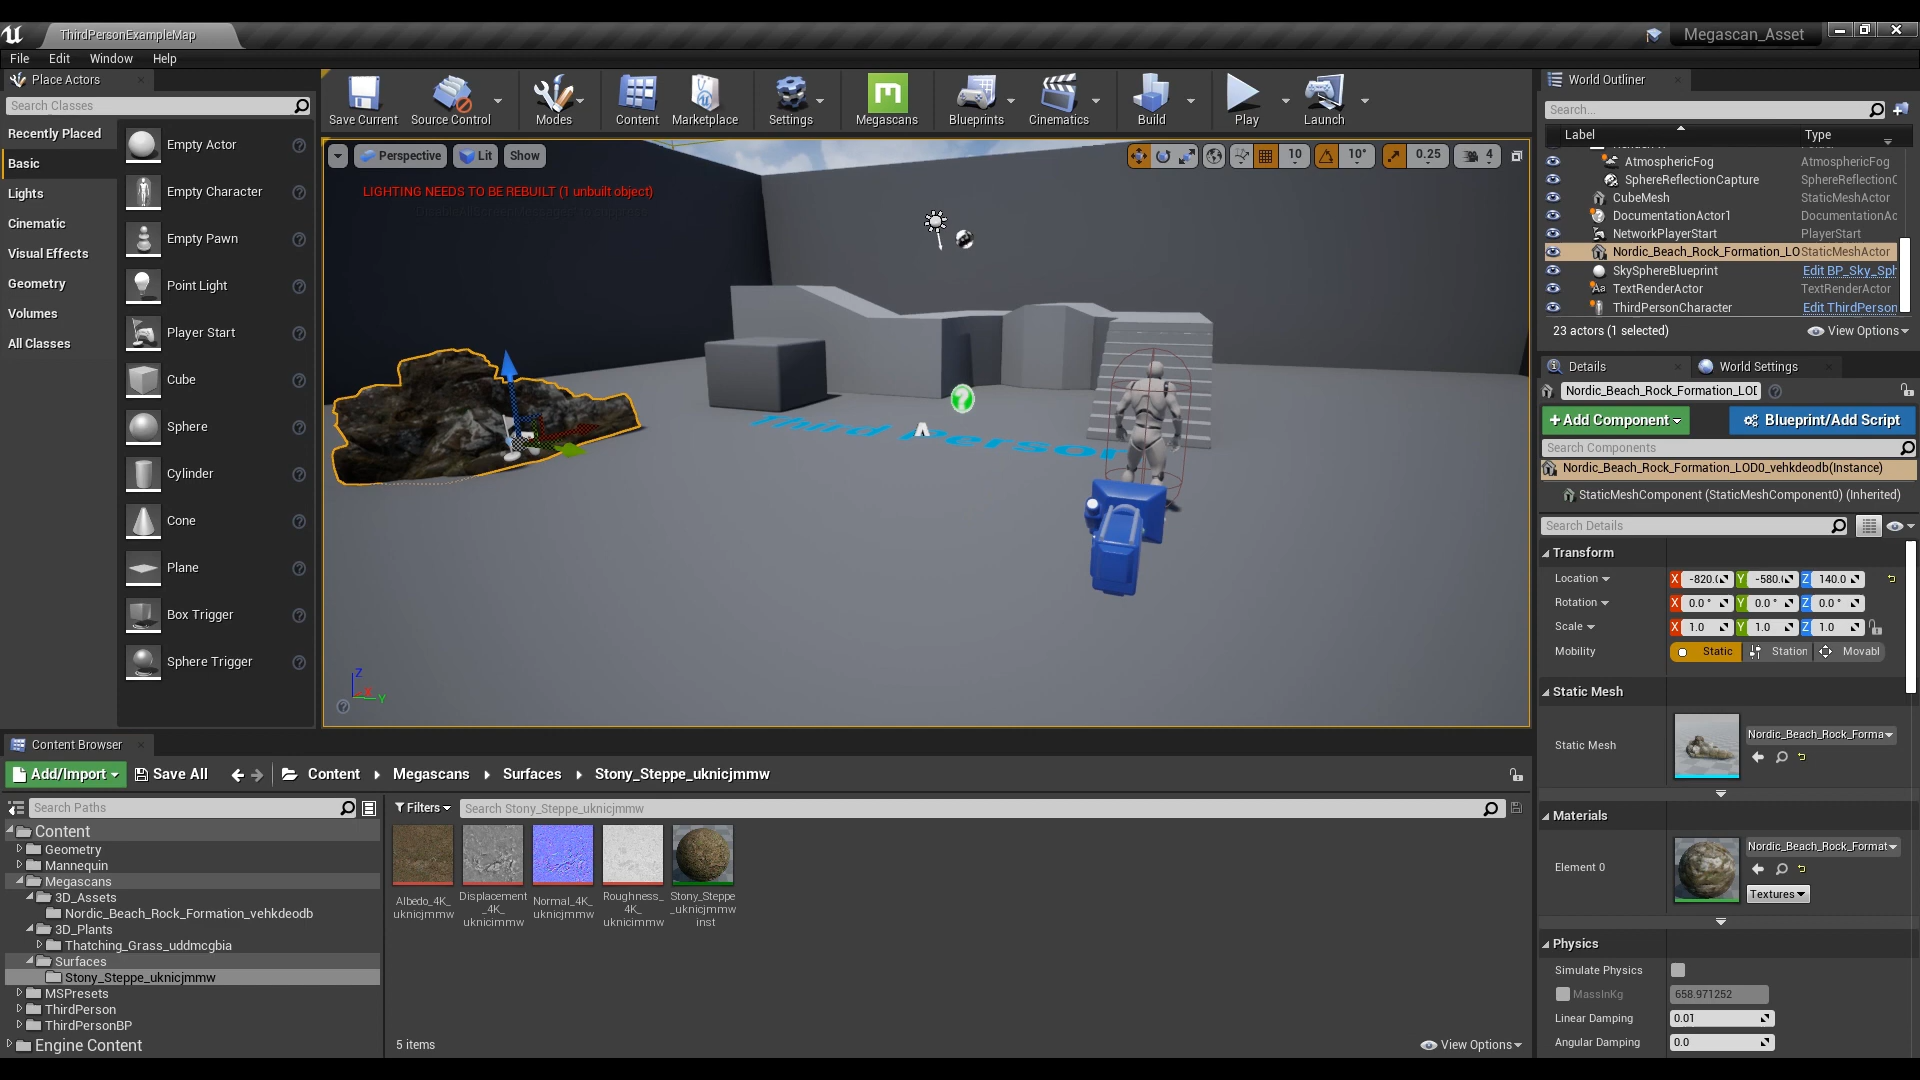 ThirdPersonExampleMap
Megascan_Asset
File Edit Window Help
Place Actors
Search Classes
Recently Placed
Basic
Lights
Cinematic
Visual Effects
Geometry
Volumes
All Classes
Empty Actor
Empty Character
Empty Pawn
Point Light
Player Start
Cube
Sphere
Cylinder
Cone
Plane
Box Trigger
Sphere Trigger
Save Current
Source Control
Modes
Content
Marketplace
Settings
Megascans
Blueprints
Cinematics
Build
Play
Launch
Perspective
Lit
Show
10
10°
0.25
4
LIGHTING NEEDS TO BE REBUILT (1 unbuilt object)
Third Person
Z
Y
World Outliner
Search...
Label Type
AtmosphericFog AtmosphericFog
SphereReflectionCapture SphereReflectionC
CubeMesh StaticMeshActor
DocumentationActor1 DocumentationAc
NetworkPlayerStart PlayerStart
Nordic_Beach_Rock_Formation_LO StaticMeshActor
SkySphereBlueprint Edit BP_Sky_Sph
TextRenderActor TextRenderActor
ThirdPersonCharacter Edit ThirdPerson
23 actors (1 selected) View Options
Details
World Settings
Nordic_Beach_Rock_Formation_LOD
+Add Component
Blueprint/Add Script
Search Components
Nordic_Beach_Rock_Formation_LOD0_vehkdeodb(Instance)
StaticMeshComponent (StaticMeshComponent0) (Inherited)
Search Details
Transform
Location X -820.0 Y -580.0 Z 140.0
Rotation X 0.0 ° Y 0.0 ° Z 0.0 °
Scale X 1.0 Y 1.0 Z 1.0
Mobility Static Station Movabl
Static Mesh
Static Mesh Nordic_Beach_Rock_Forma
Materials
Element 0 Nordic_Beach_Rock_Format
Textures
Physics
Simulate Physics
MassInKg 658.971252
Linear Damping 0.01
Angular Damping 0.0
Content Browser
Add/Import
Save All
Content
Megascans
Surfaces
Stony_Steppe_uknicjmmw
Search Paths
Filters
Search Stony_Steppe_uknicjmmw
Content
Geometry
Mannequin
Megascans
3D_Assets
Nordic_Beach_Rock_Formation_vehkdeodb
3D_Plants
Thatching_Grass_uddmcgbia
Surfaces
Stony_Steppe_uknicjmmw
MSPresets
ThirdPerson
ThirdPersonBP
Engine Content
Albedo_4K_
uknicjmmw
Displacement
_4K_
uknicjmmw
Normal_4K_
uknicjmmw
Roughness_
4K_
uknicjmmw
Stony_Steppe
_uknicjmmw
inst
5 items
View Options